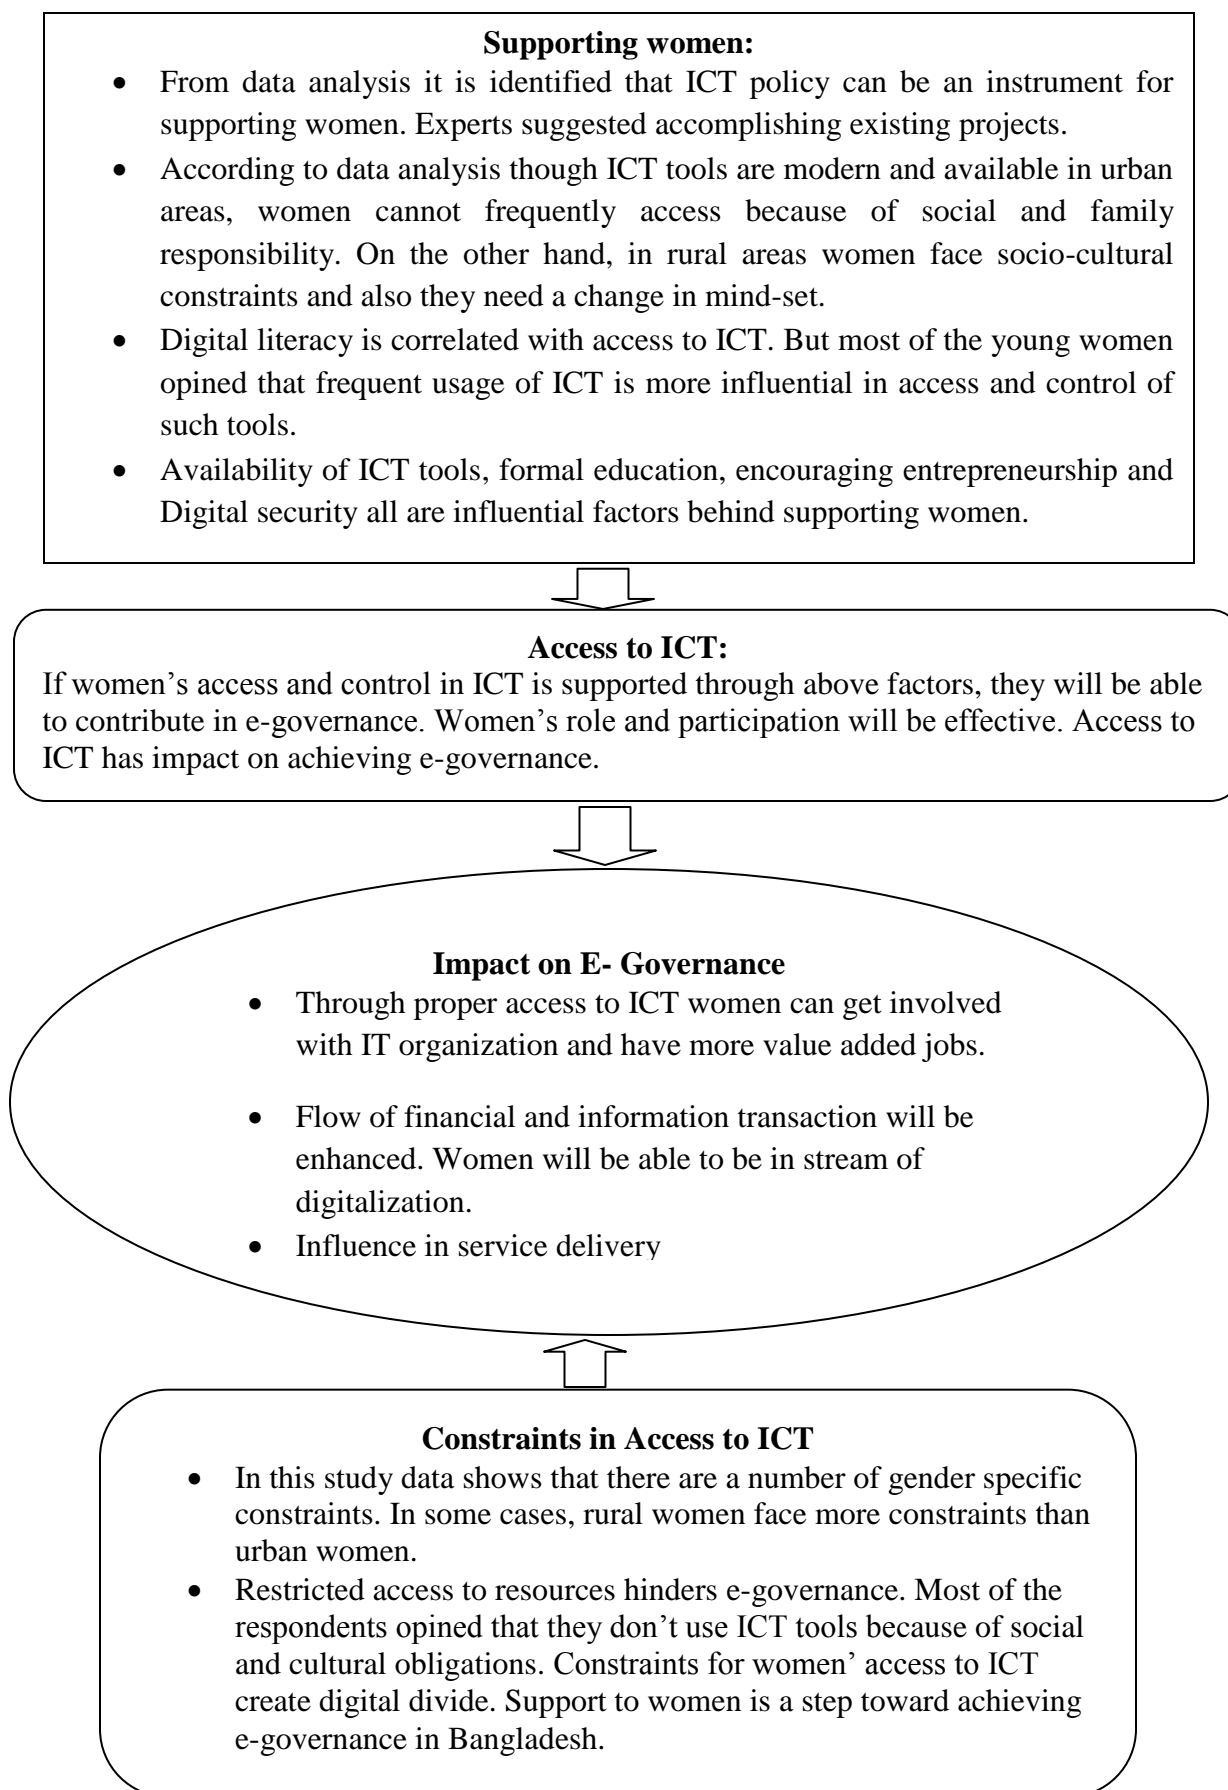 Supporting women:
• From data analysis it is identified that ICT policy can be an instrument for
supporting women. Experts suggested accomplishing existing projects.
• According to data analysis though ICT tools are modern and available in urban
areas, women cannot frequently access because of social and family
responsibility. On the other hand, in rural areas women face socio-cultural
constraints and also they need a change in mind-set.
• Digital literacy is correlated with access to ICT. But most of the young women
opined that frequent usage of ICT is more influential in access and control of
such tools.
• Availability of ICT tools, formal education, encouraging entrepreneurship and
Digital security all are influential factors behind supporting women.
Access to ICT:
If women’s access and control in ICT is supported through above factors, they will be able
to contribute in e-governance. Women’s role and participation will be effective. Access to
ICT has impact on achieving e-governance.
Impact on E- Governance
• Through proper access to ICT women can get involved
with IT organization and have more value added jobs.
• Flow of financial and information transaction will be
enhanced. Women will be able to be in stream of
digitalization.
• Influence in service delivery
Constraints in Access to ICT
• In this study data shows that there are a number of gender specific
constraints. In some cases, rural women face more constraints than
urban women.
• Restricted access to resources hinders e-governance. Most of the
respondents opined that they don’t use ICT tools because of social
and cultural obligations. Constraints for women’ access to ICT
create digital divide. Support to women is a step toward achieving
e-governance in Bangladesh.